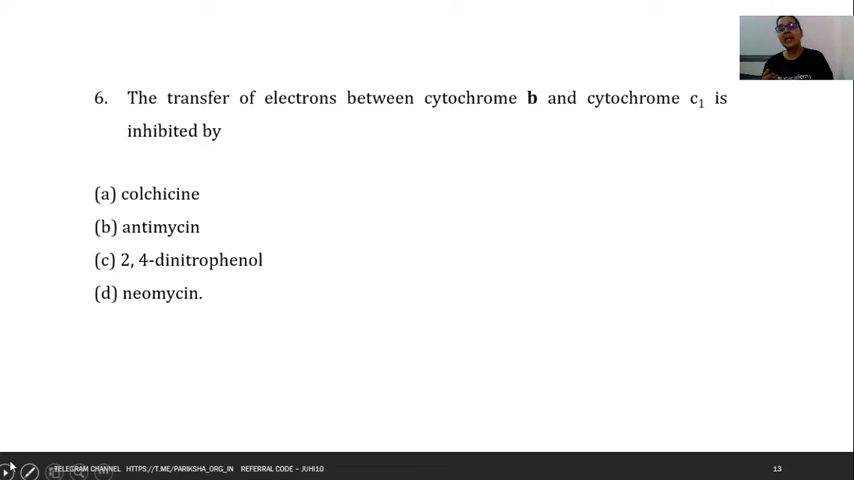 6. The transfer of electrons between cytochrome b and cytochrome c₁ is
inhibited by
(a) colchicine
(b) antimycin
(c) 2, 4-dinitrophenol
(d) neomycin.
TELEGRAM CHANNEL HTTPS://T.ME/PARIKSHA_ORG_IN REFERRAL CODE – JUHI10
13